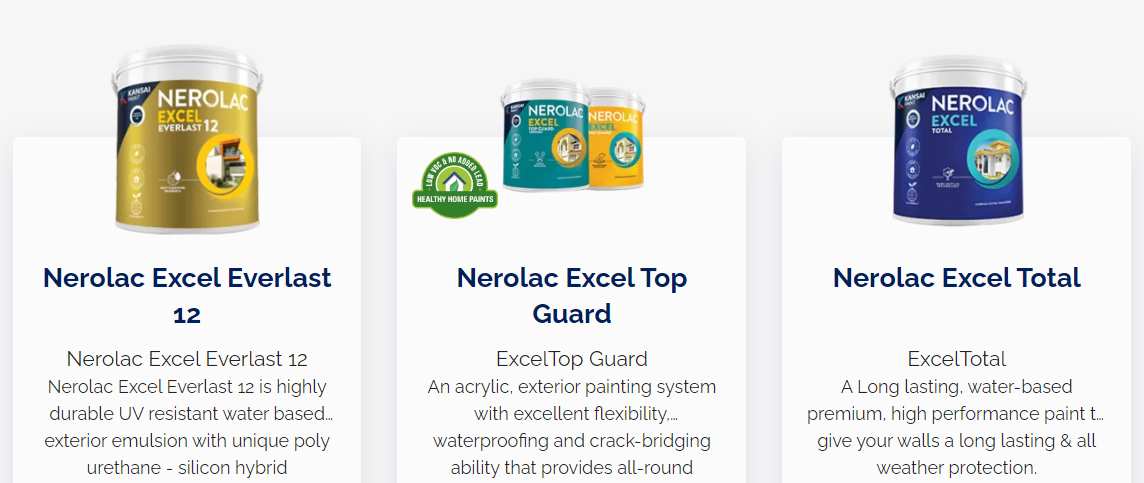 KANSAI
PAINT
NEROLAC
EXCEL
EVERLAST 12
KANSAI
PAINT
NEROLAC
EXCEL
TOP GUARD
NEROLAC
EXCEL
TOP GUARD
LOW VOC & NO ADDED LEAD
HEALTHY HOME PAINTS
KANSAI
PAINT
NEROLAC
EXCEL
TOTAL
Nerolac Excel Everlast
12
Nerolac Excel Everlast 12
Nerolac Excel Everlast 12 is highly
durable UV resistant water based...
exterior emulsion with unique poly
urethane - silicon hybrid
Nerolac Excel Top
Guard
ExcelTop Guard
An acrylic, exterior painting system
with excellent flexibility,...
waterproofing and crack-bridging
ability that provides all-round
Nerolac Excel Total
ExcelTotal
A Long lasting, water-based
premium, high performance paint t...
give your walls a long lasting & all
weather protection.